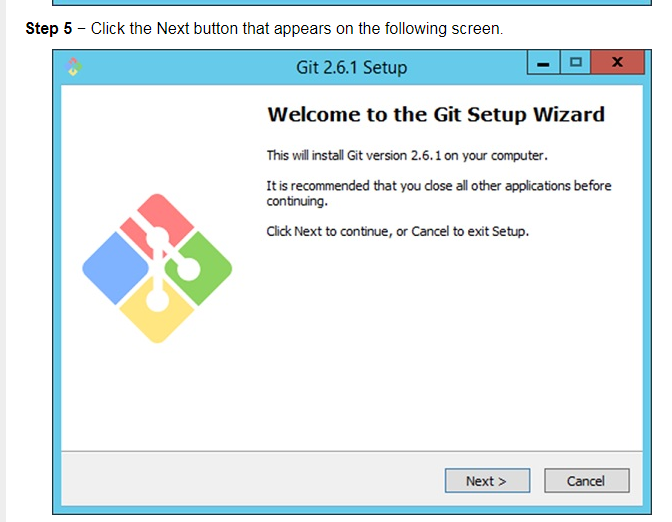 Step 5 – Click the Next button that appears on the following screen.
Git 2.6.1 Setup
Welcome to the Git Setup Wizard
This will install Git version 2.6.1 on your computer.
It is recommended that you close all other applications before
continuing.
Click Next to continue, or Cancel to exit Setup.
Next >
Cancel